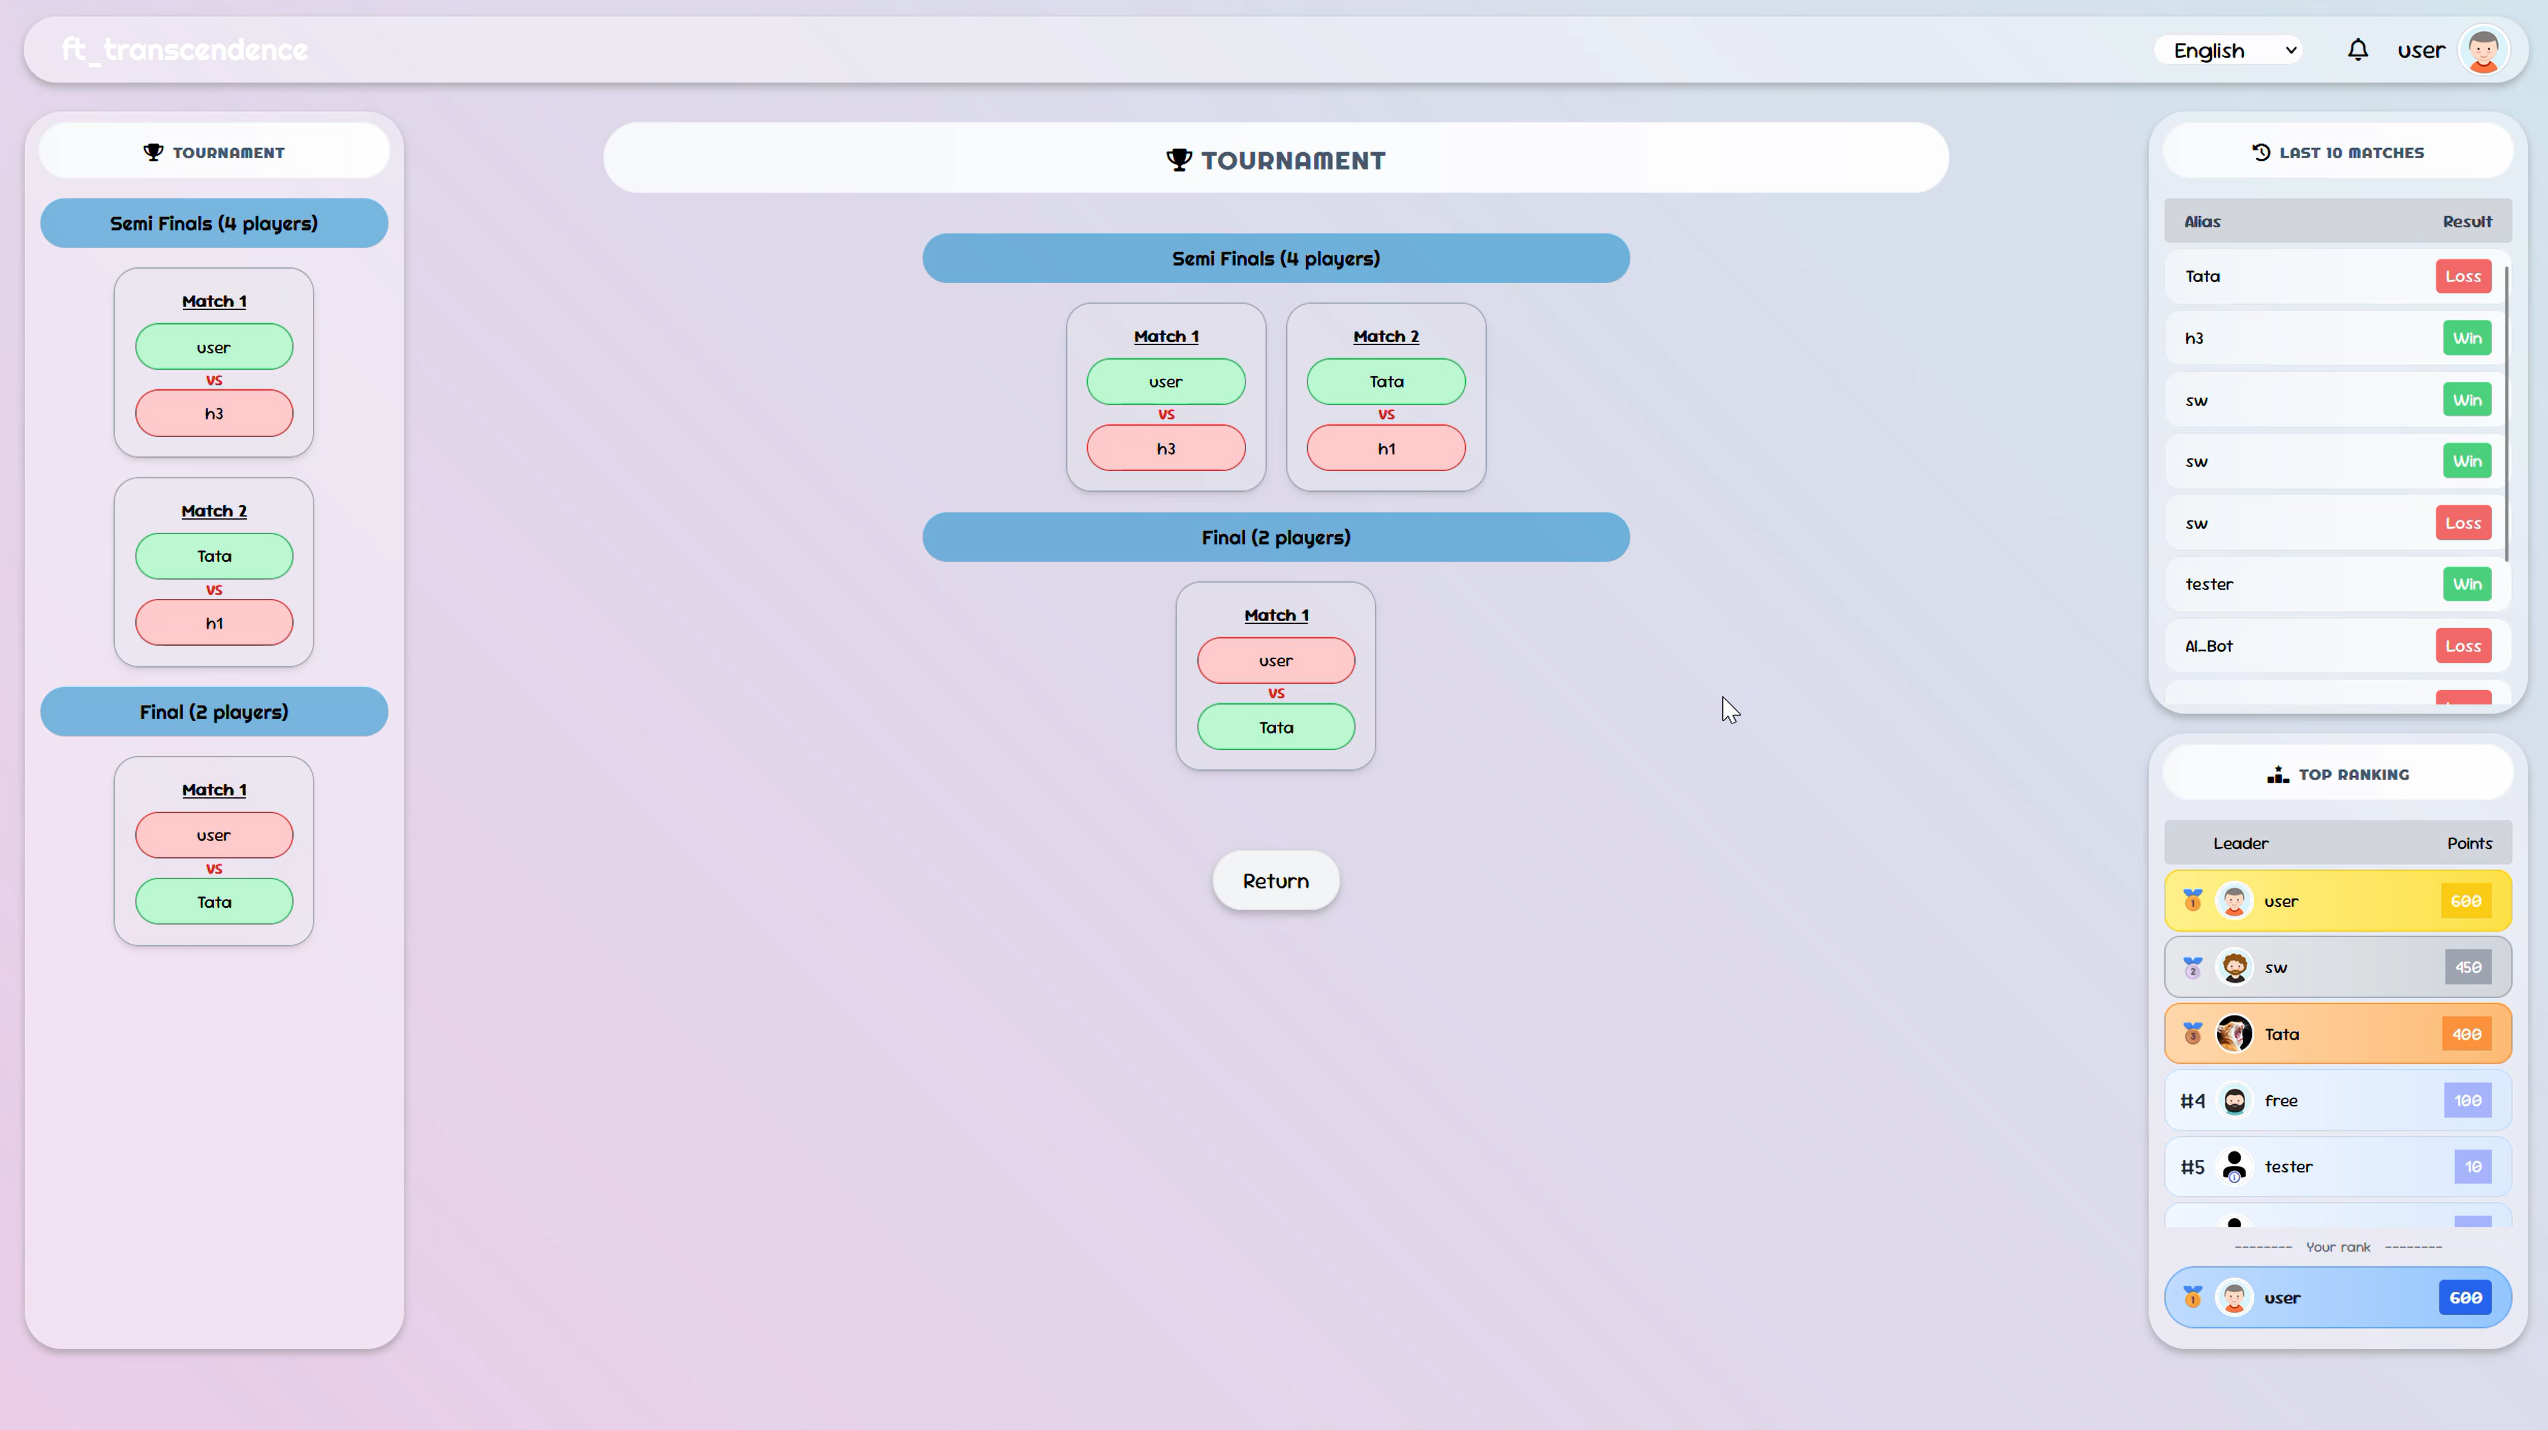 ft_transcendence
English
user
TOURNAMENT
Semi Finals (4 players)
Match 1
user
VS
h3
Match 2
Tata
VS
h1
Final (2 players)
Match 1
user
VS
Tata
TOURNAMENT
Semi Finals (4 players)
Match 1
user
VS
h3
Match 2
Tata
VS
h1
Final (2 players)
Match 1
user
VS
Tata
Return
LAST 10 MATCHES
Alias Result
Tata Loss
h3 Win
sw Win
sw Win
sw Loss
tester Win
AI_Bot Loss
TOP RANKING
Leader Points
1 user 600
2 sw 450
3 Tata 400
#4 free 100
#5 tester 10
-------- Your rank --------
1 user 600